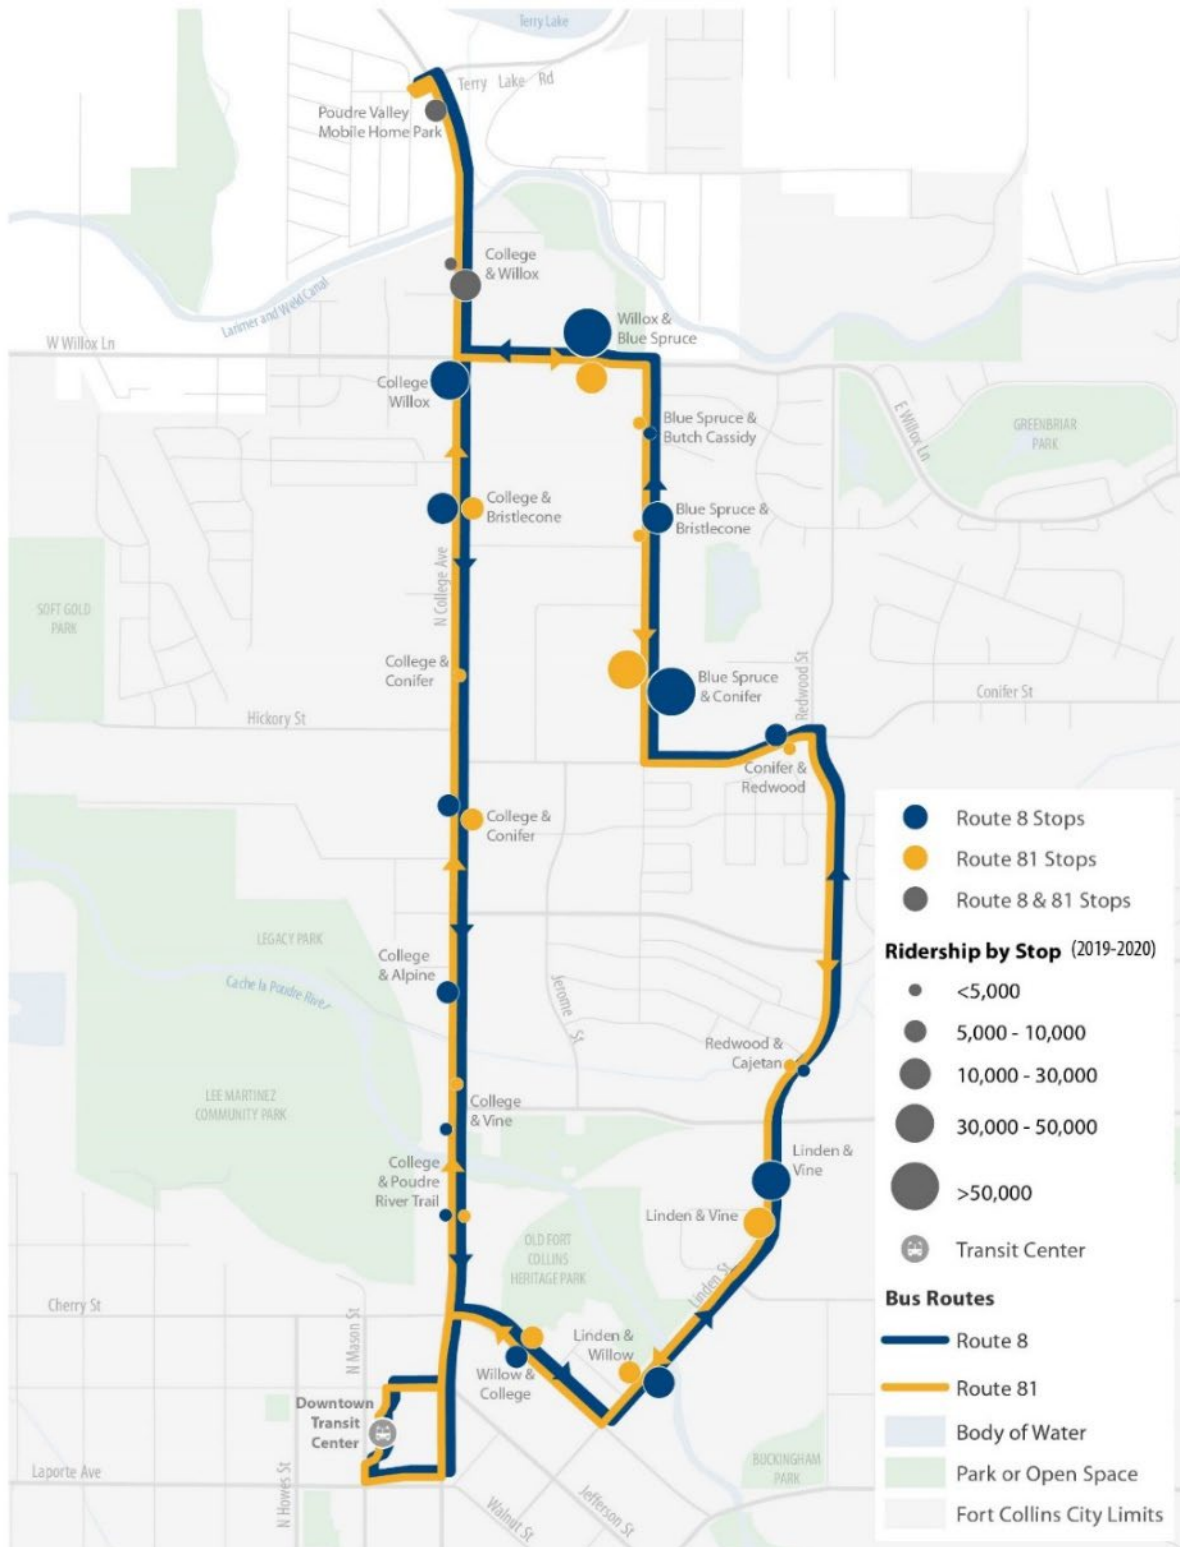 Terry Lake
Terry Lake Rd
Poudre Valley
Mobile Home Park
College
& Willox
Larimer and Weld Canal
Willox &
Blue Spruce
W Willox Ln
College
Willox
Blue Spruce &
Butch Cassidy
E Willox Ln
GREENBRIAR
PARK
College &
Bristlecone
Blue Spruce &
Bristlecone
N College Ave
SOFT GOLD
PARK
College &
Conifer
Blue Spruce
& Conifer
Redwood St
Conifer St
Hickory St
Conifer &
Redwood
College &
Conifer
LEGACY PARK
College
& Alpine
Cache la Poudre River
Jerome St
Redwood &
Cajetan
LEE MARTINEZ
COMMUNITY PARK
College
& Vine
College
& Poudre
River Trail
Linden &
Vine
Linden & Vine
OLD FORT
COLLINS
HERITAGE PARK
Linden St
Cherry St
N Mason St
Linden &
Willow
Willow &
College
Downtown
Transit
Center
Laporte Ave
N Howes St
Walnut St
Jefferson St
BUCKINGHAM
PARK
Route 8 Stops
Route 81 Stops
Route 8 & 81 Stops
Ridership by Stop (2019-2020)
<5,000
5,000 - 10,000
10,000 - 30,000
30,000 - 50,000
>50,000
Transit Center
Bus Routes
Route 8
Route 81
Body of Water
Park or Open Space
Fort Collins City Limits